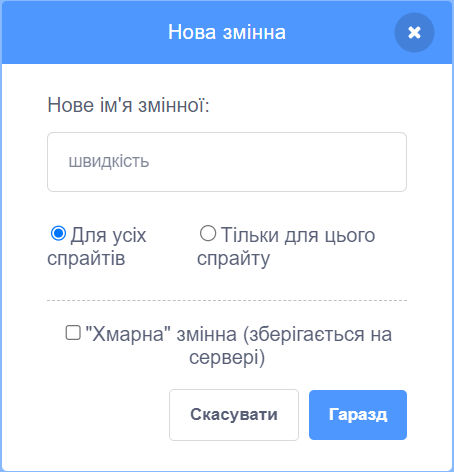 Нова змінна
Нове ім'я змінної:
швидкість
Для усіх
спрайтів
Тільки для цього
спрайту
"Хмарна" змінна (зберігається на
сервері)
Скасувати
Гаразд